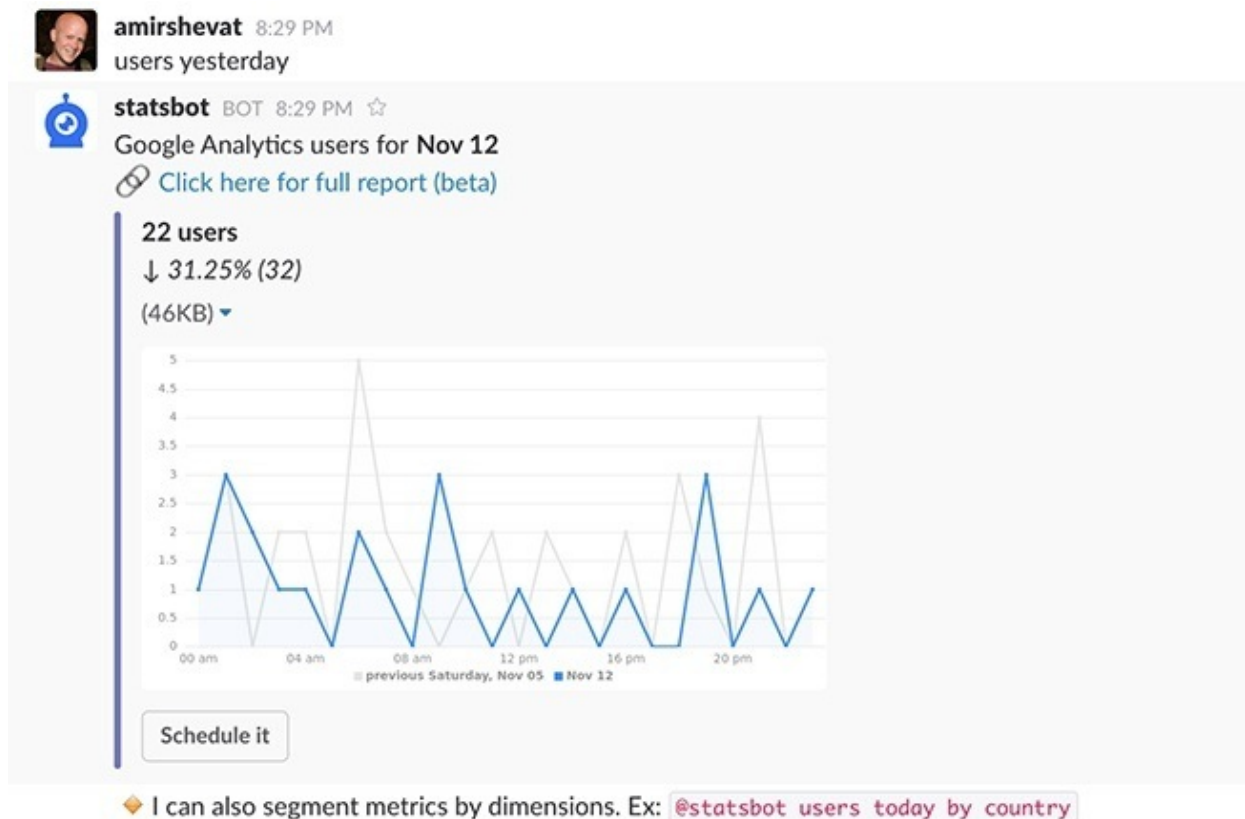 amirshevat 8:29 PM
users yesterday
statsbot BOT 8:29 PM
Google Analytics users for Nov 12
Click here for full report (beta)
22 users
↓ 31.25% (32)
(46KB)
5
4.5
4
3.5
3
2.5
2
1.5
1
0.5
0
00 am 04 am 08 am 12 pm 16 pm 20 pm
previous Saturday, Nov 05 Nov 12
Schedule it
I can also segment metrics by dimensions. Ex: @statsbot users today by country